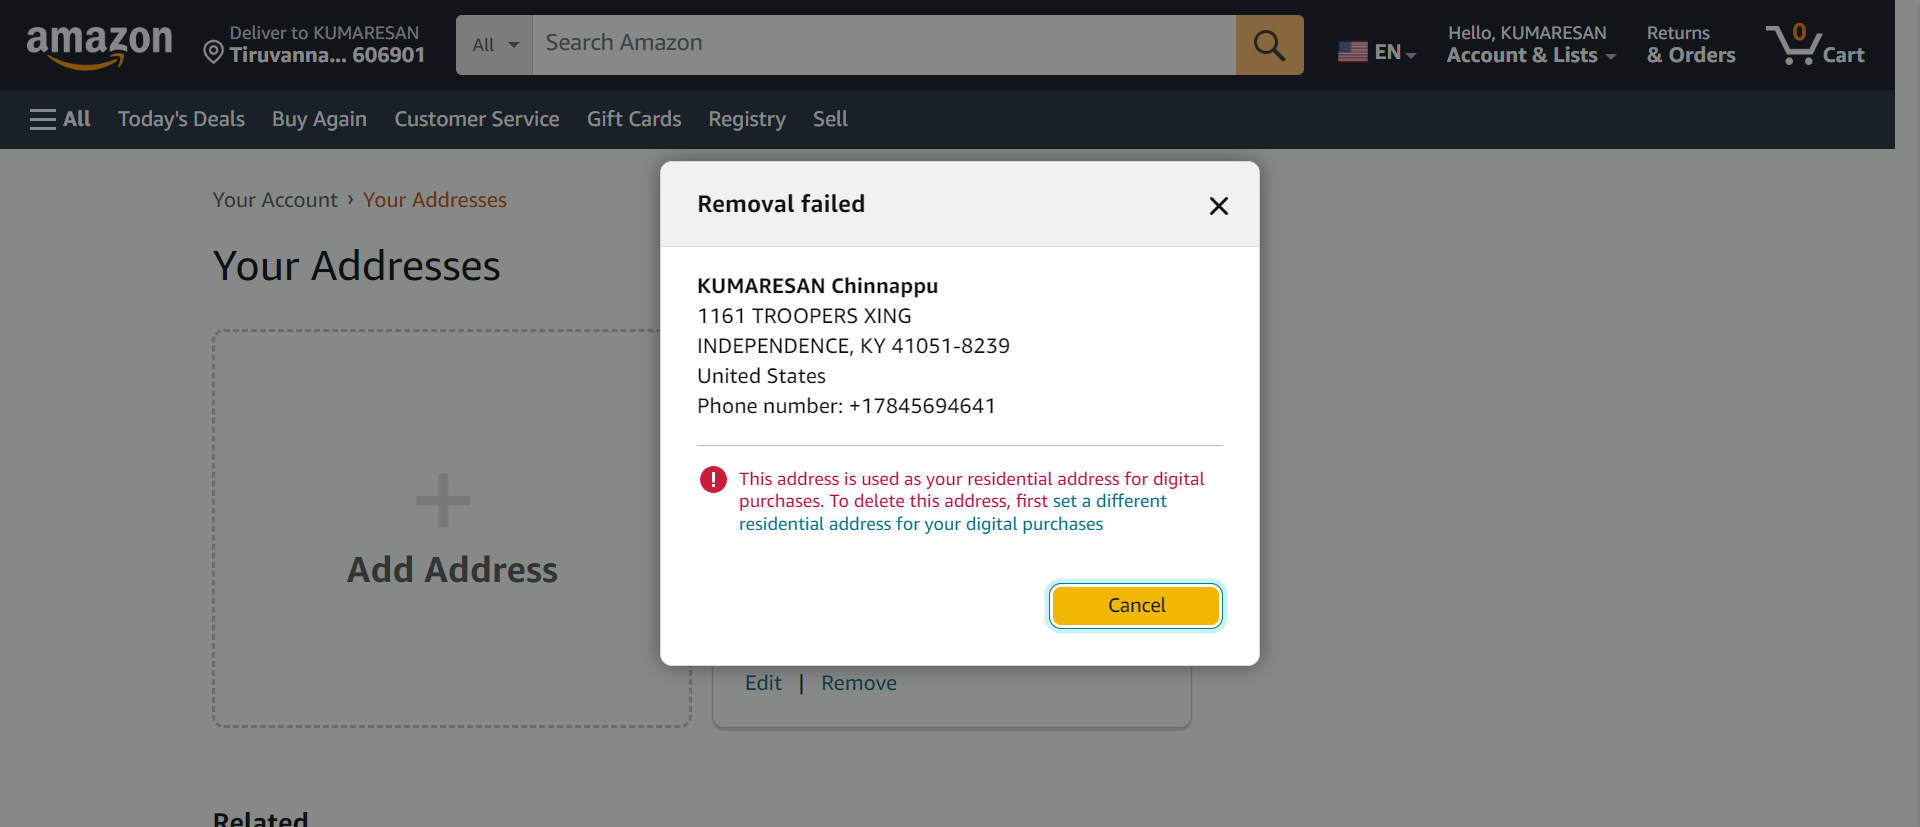 amazon
Deliver to KUMARESAN
Tiruvanna... 606901
All
Search Amazon
EN
Hello, KUMARESAN
Account & Lists
Returns
& Orders
0
Cart
All
Today's Deals
Buy Again
Customer Service
Gift Cards
Registry
Sell
Your Account › Your Addresses
Your Addresses
Add Address
Removal failed
KUMARESAN Chinnappu
1161 TROOPERS XING
INDEPENDENCE, KY 41051-8239
United States
Phone number: +17845694641
This address is used as your residential address for digital
purchases. To delete this address, first set a different
residential address for your digital purchases
Cancel
Edit | Remove
Related